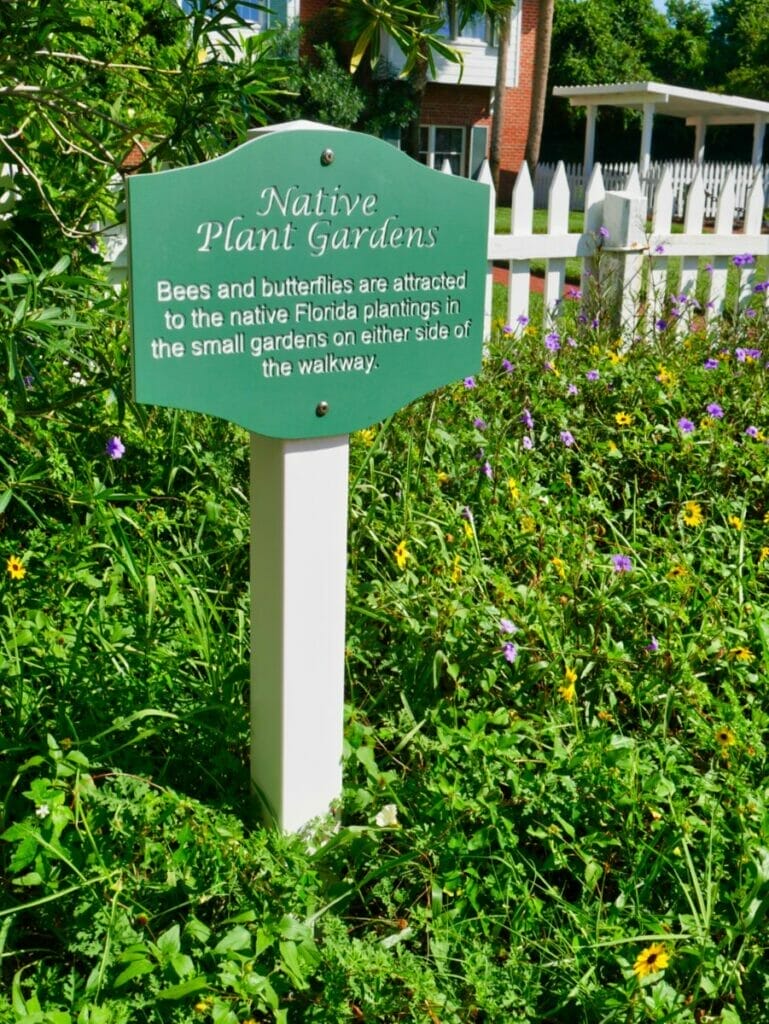 Native
Plant Gardens
Bees and butterflies are attracted
to the native Florida plantings in
the small gardens on either side of
the walkway.